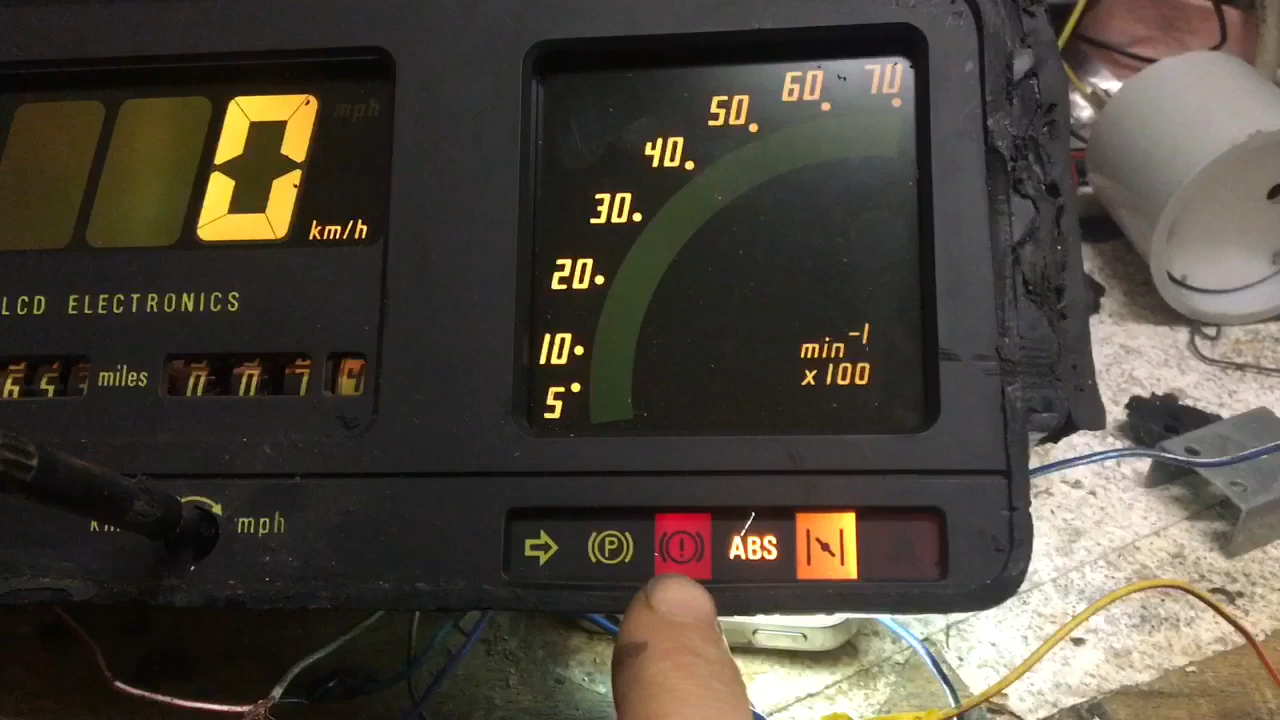 mph
0
km/h
LCD ELECTRONICS
miles
007
mph
70
60
50
40
30
20
10
5
min⁻¹
x100
(P)
(!)
ABS